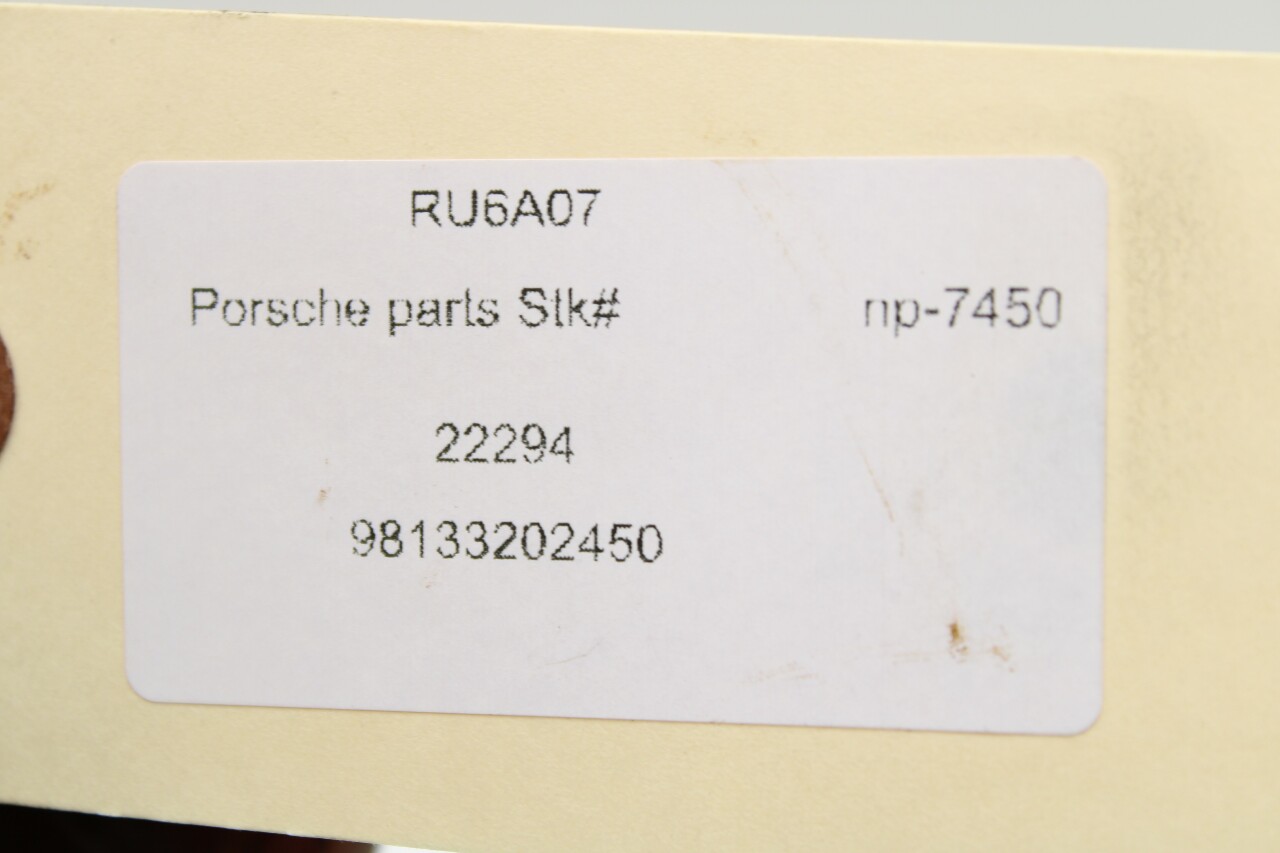 RU6A07
Porsche parts Stk# np-7450
22294
98133202450